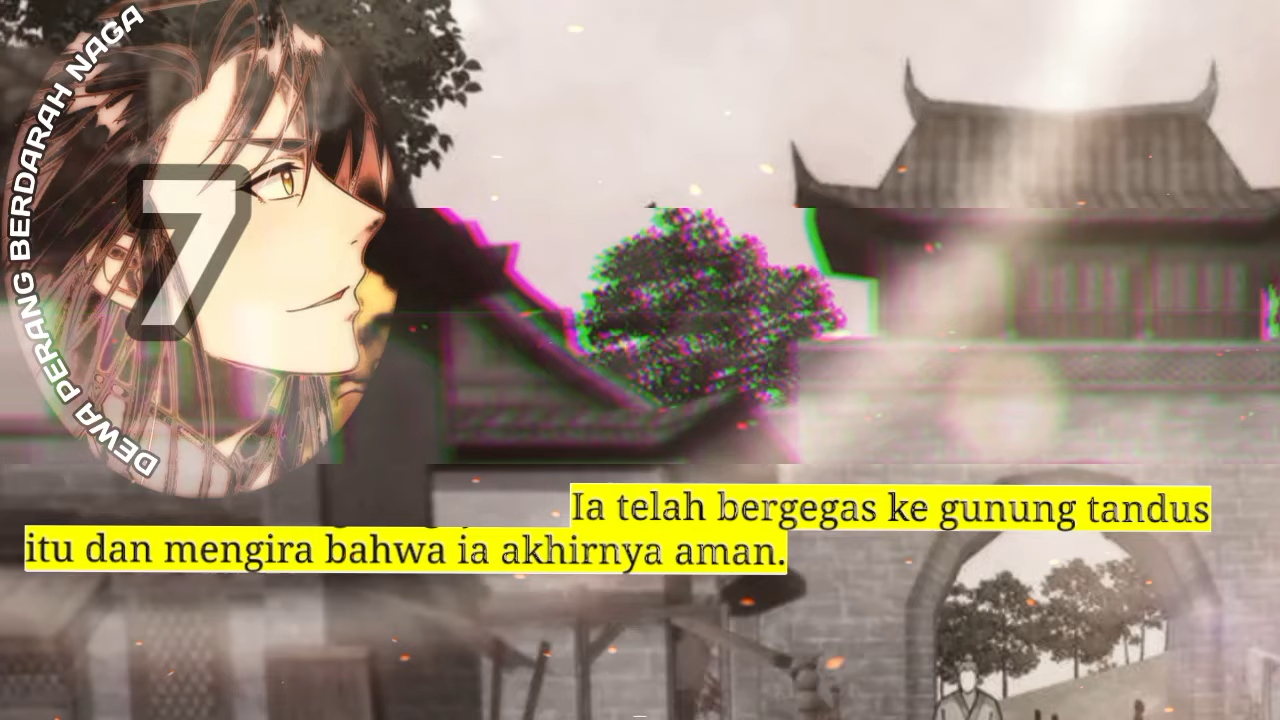 DEWA PERANG BERDARAH NAGA
7
Ia telah bergegas ke gunung tandus
itu dan mengira bahwa ia akhirnya aman.